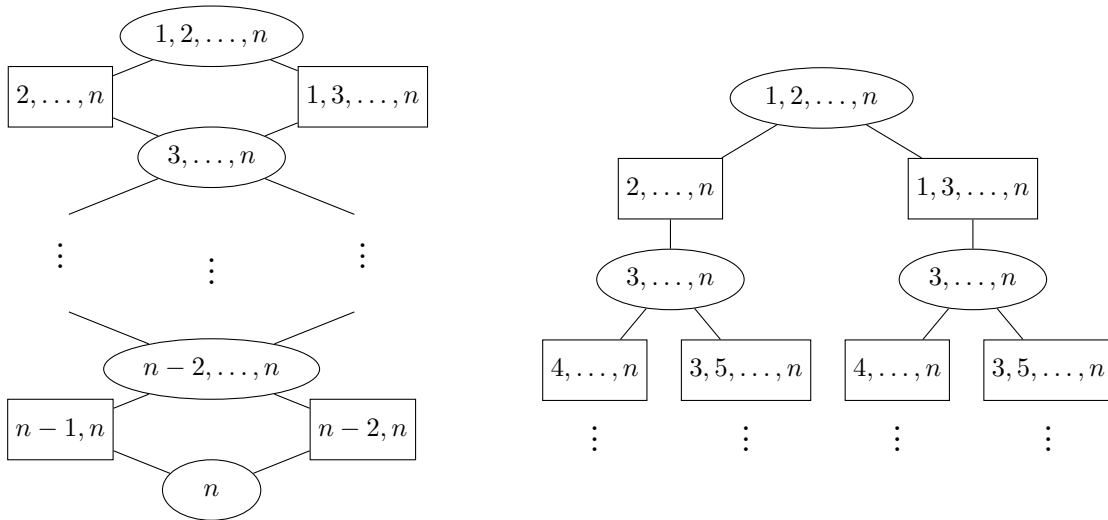 1, 2, . . . , n
2, . . . , n
1, 3, . . . , n
3, . . . , n
⋮
⋮
⋮
n − 2, . . . , n
n − 1, n
n − 2, n
n
1, 2, . . . , n
2, . . . , n
1, 3, . . . , n
3, . . . , n
3, . . . , n
4, . . . , n
3, 5, . . . , n
4, . . . , n
3, 5, . . . , n
⋮
⋮
⋮
⋮